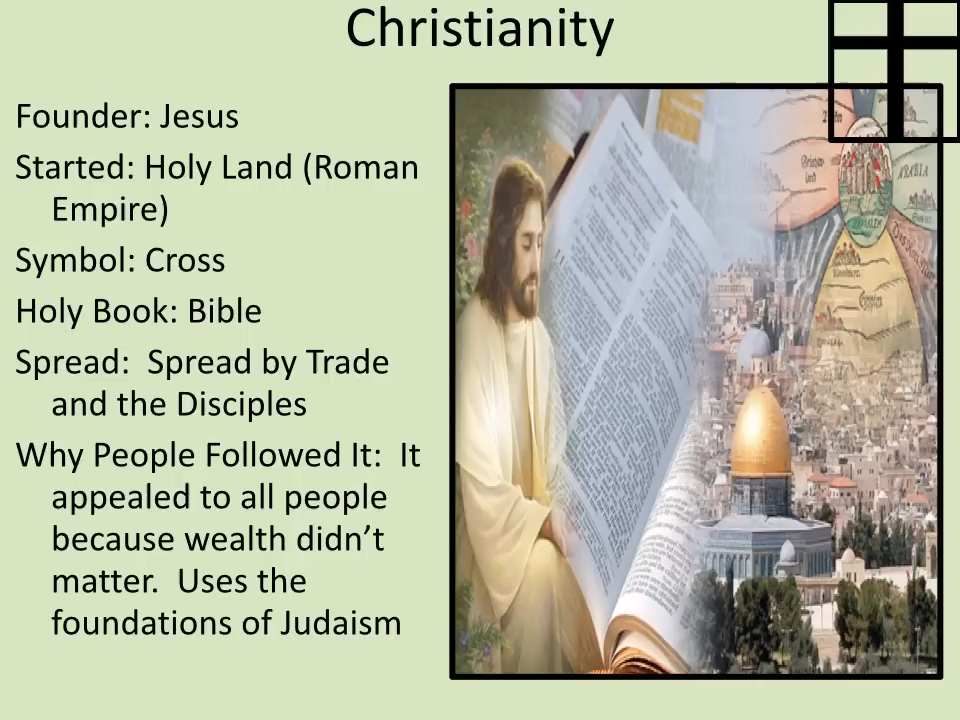 Christianity
Founder: Jesus
Started: Holy Land (Roman
Empire)
Symbol: Cross
Holy Book: Bible
Spread:  Spread by Trade
and the Disciples
Why People Followed It:  It
appealed to all people
because wealth didn't
matter.  Uses the
foundations of Judaism
ARABIA